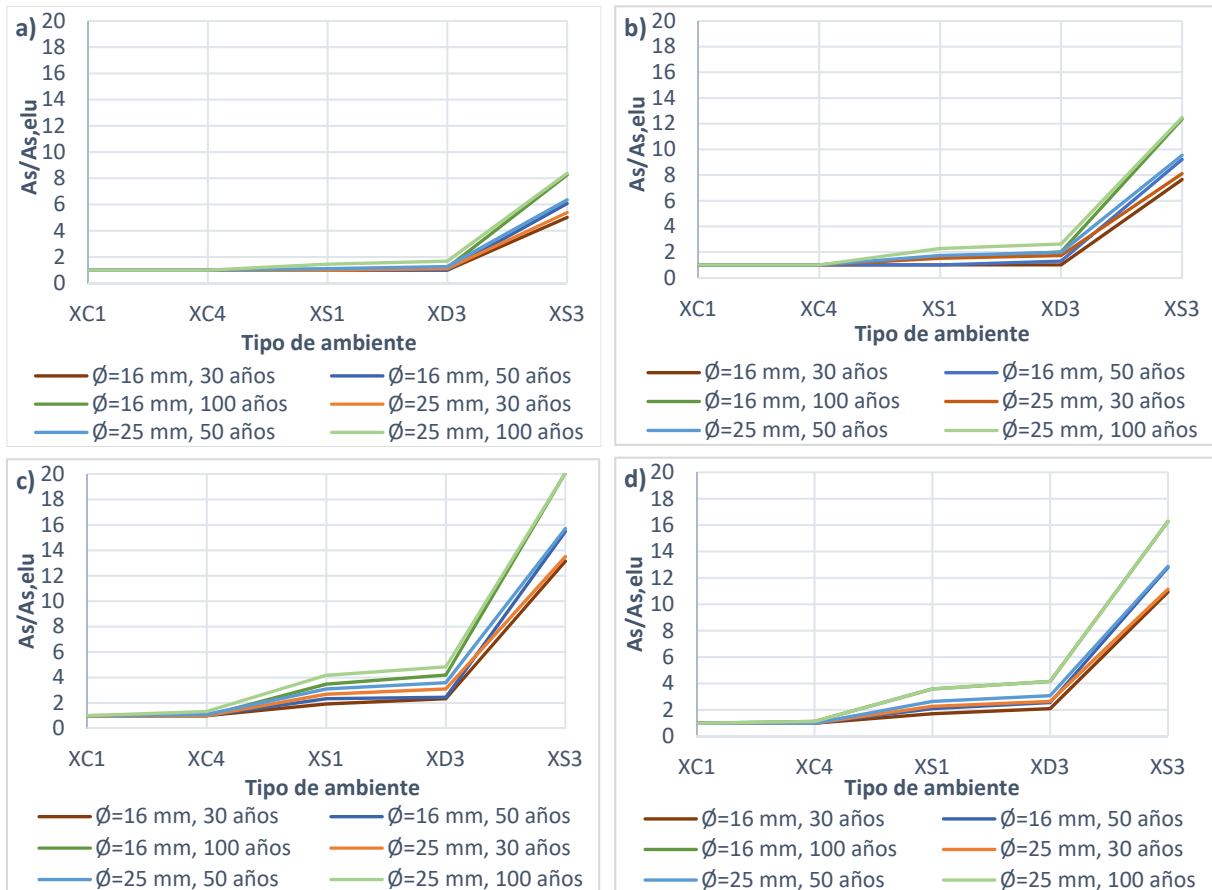 a)
As/As,elu
20
18
16
14
12
10
8
6
4
2
0
XC1 XC4 XS1 XD3 XS3
Tipo de ambiente
Ø=16 mm, 30 años Ø=16 mm, 50 años
Ø=16 mm, 100 años Ø=25 mm, 30 años
Ø=25 mm, 50 años Ø=25 mm, 100 años
b)
As/As,elu
20
18
16
14
12
10
8
6
4
2
0
XC1 XC4 XS1 XD3 XS3
Tipo de ambiente
Ø=16 mm, 30 años Ø=16 mm, 50 años
Ø=16 mm, 100 años Ø=25 mm, 30 años
Ø=25 mm, 50 años Ø=25 mm, 100 años
c)
As/As,elu
20
18
16
14
12
10
8
6
4
2
0
XC1 XC4 XS1 XD3 XS3
Tipo de ambiente
Ø=16 mm, 30 años Ø=16 mm, 50 años
Ø=16 mm, 100 años Ø=25 mm, 30 años
Ø=25 mm, 50 años Ø=25 mm, 100 años
d)
As/As,elu
20
18
16
14
12
10
8
6
4
2
0
XC1 XC4 XS1 XD3 XS3
Tipo de ambiente
Ø=16 mm, 30 años Ø=16 mm, 50 años
Ø=16 mm, 100 años Ø=25 mm, 30 años
Ø=25 mm, 50 años Ø=25 mm, 100 años